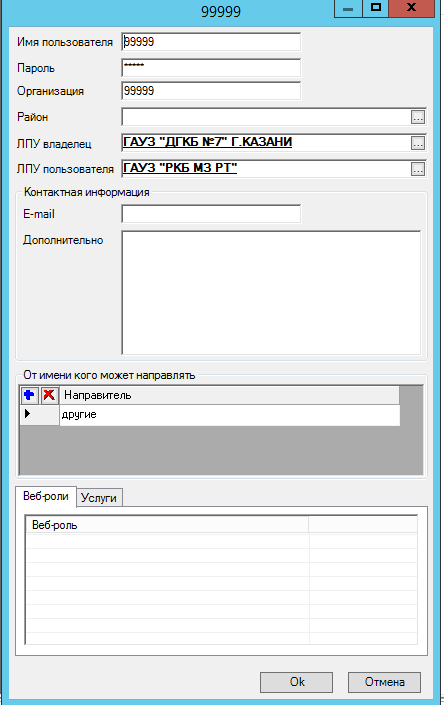 99999
Имя пользователя 99999
Пароль *****
Организация 99999
Район ...
ЛПУ владелец ГАУЗ "ДГКБ №7" Г.КАЗАНИ ...
ЛПУ пользователя ГАУЗ "РКБ МЗ РТ" ...
Контактная информация
E-mail
Дополнительно
От имени кого может направлять
Направитель
другие
Веб-роли Услуги
Веб-роль
Ok Отмена